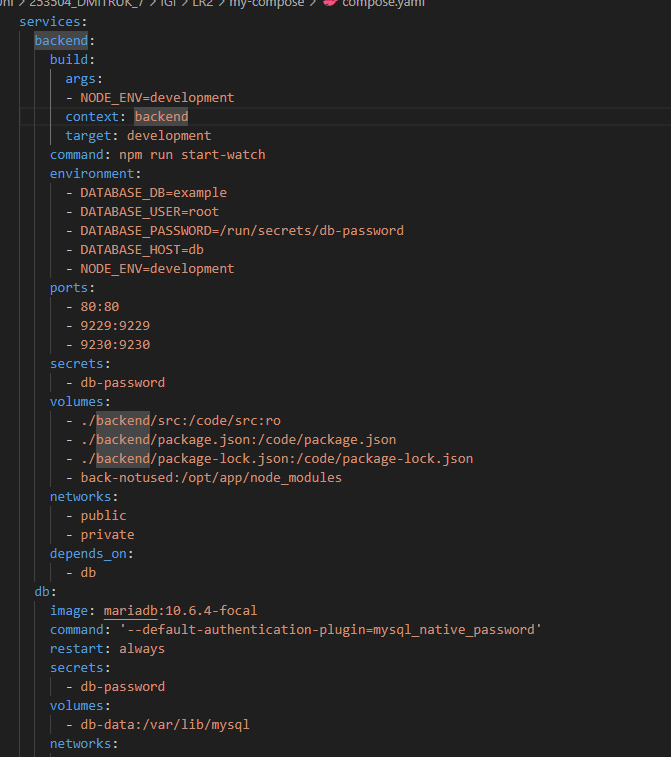 Uni > 253504_DMITRUK_7 > IGI > LR2 > my-compose > compose.yaml
services:
backend:
build:
args:
- NODE_ENV=development
context: backend
target: development
command: npm run start-watch
environment:
- DATABASE_DB=example
- DATABASE_USER=root
- DATABASE_PASSWORD=/run/secrets/db-password
- DATABASE_HOST=db
- NODE_ENV=development
ports:
- 80:80
- 9229:9229
- 9230:9230
secrets:
- db-password
volumes:
- ./backend/src:/code/src:ro
- ./backend/package.json:/code/package.json
- ./backend/package-lock.json:/code/package-lock.json
- back-notused:/opt/app/node_modules
networks:
- public
- private
depends_on:
- db
db:
image: mariadb:10.6.4-focal
command: '--default-authentication-plugin=mysql_native_password'
restart: always
secrets:
- db-password
volumes:
- db-data:/var/lib/mysql
networks: